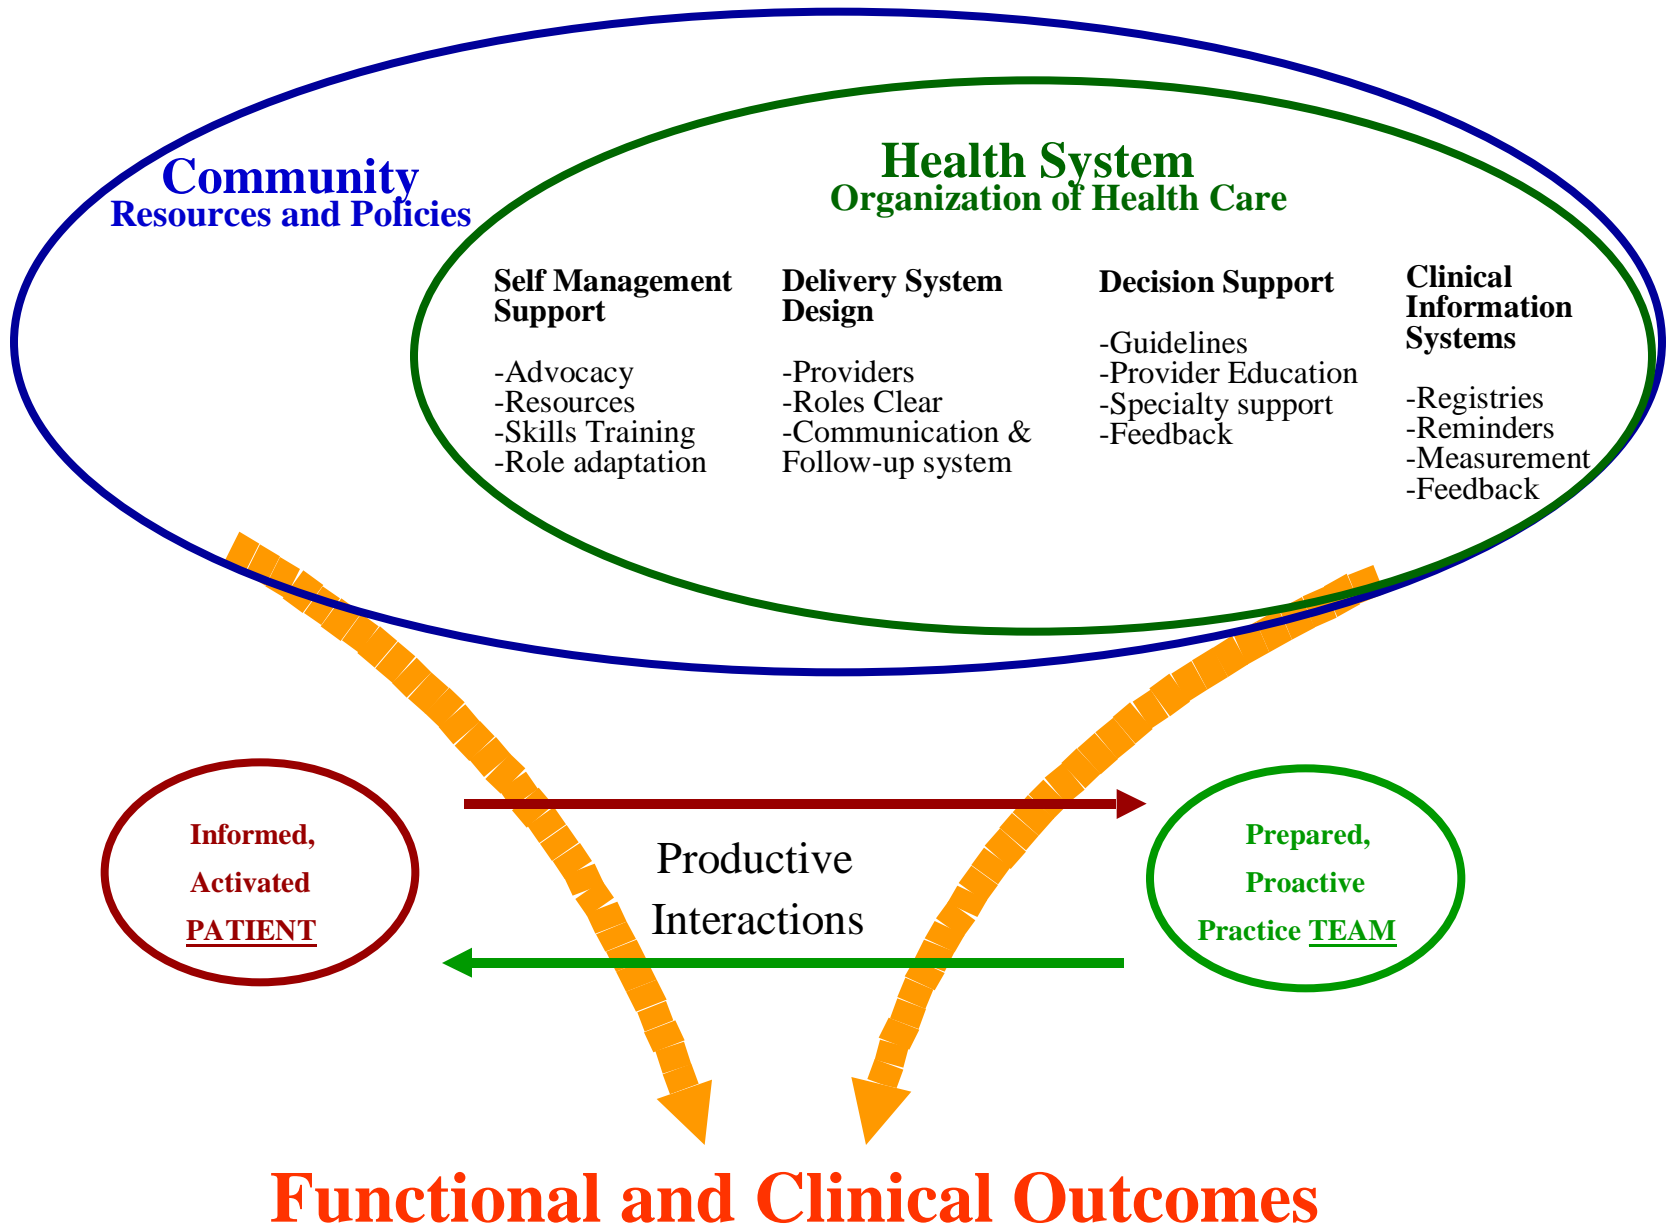 Community
Resources and Policies
Health System
Organization of Health Care
Self Management
Support
-Advocacy
-Resources
-Skills Training
-Role adaptation
Delivery System
Design
-Providers
-Roles Clear
-Communication &
Follow-up system
Decision Support
-Guidelines
-Provider Education
-Specialty support
-Feedback
Clinical
Information
Systems
-Registries
-Reminders
-Measurement
-Feedback
Informed,
Activated
PATIENT
Productive
Interactions
Prepared,
Proactive
Practice TEAM
Functional and Clinical Outcomes